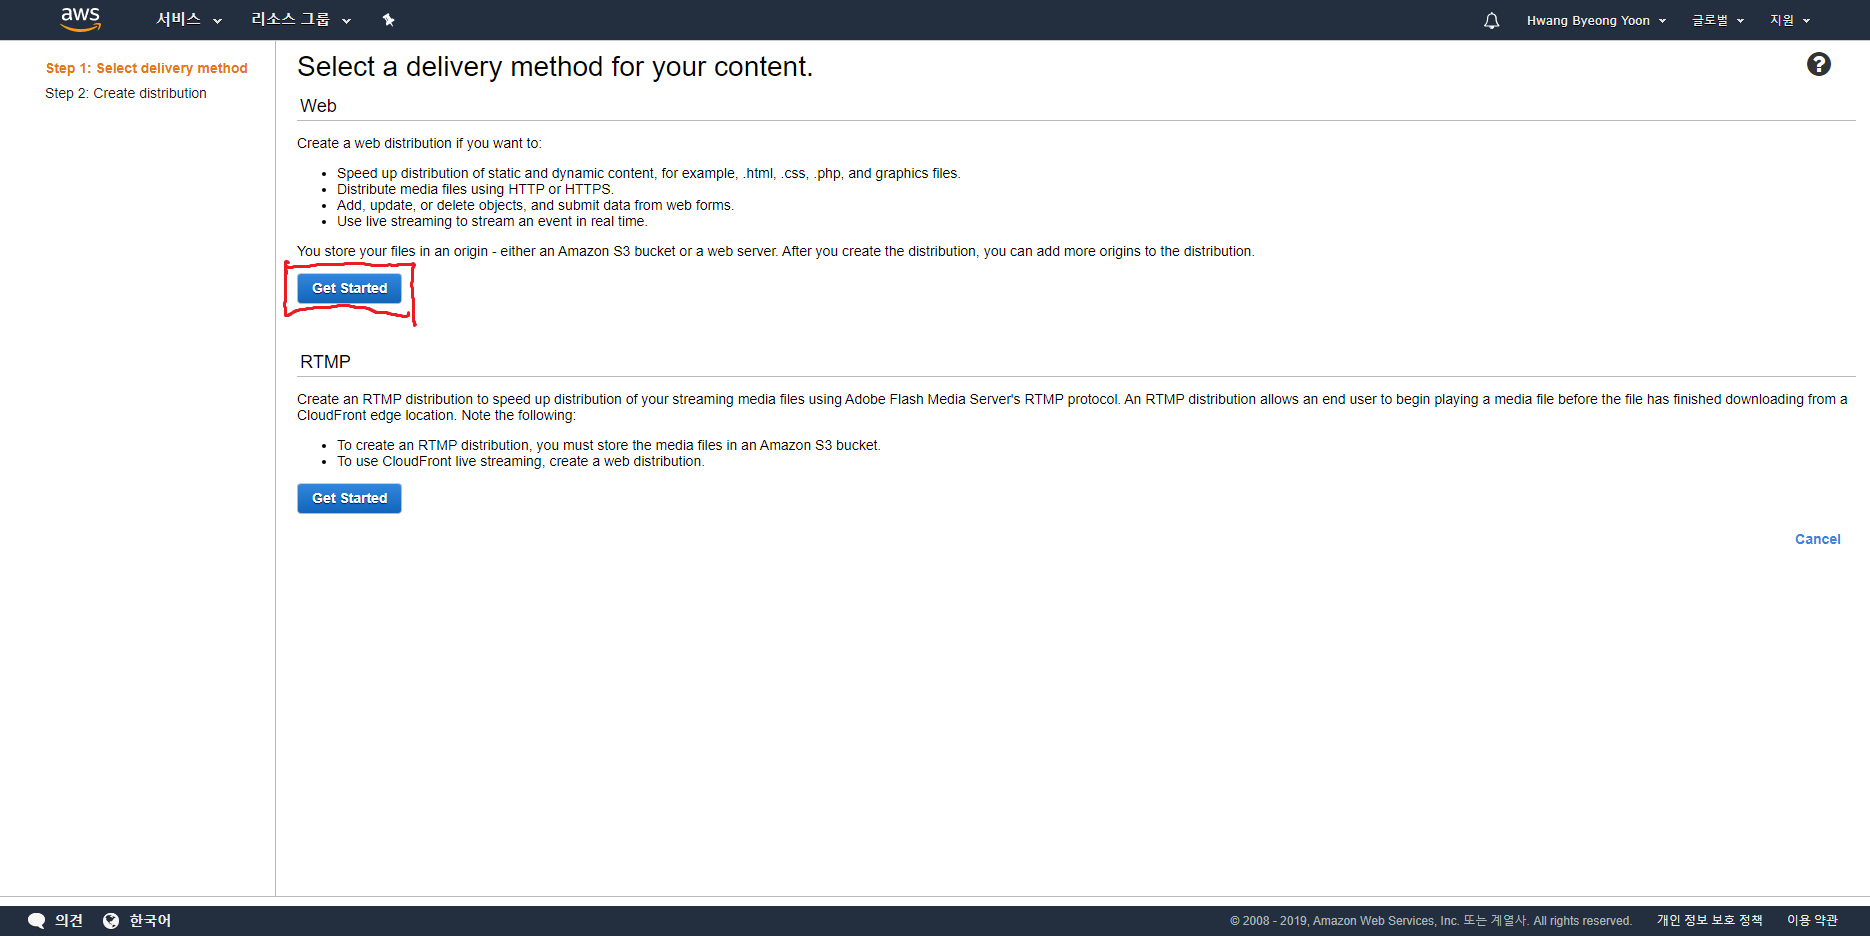 aws 서비스 리소스 그룹 Hwang Byeong Yoon 글로벌 지원
Step 1: Select delivery method
Step 2: Create distribution
Select a delivery method for your content.
Web
Create a web distribution if you want to:
• Speed up distribution of static and dynamic content, for example, .html, .css, .php, and graphics files.
• Distribute media files using HTTP or HTTPS.
• Add, update, or delete objects, and submit data from web forms.
• Use live streaming to stream an event in real time.
You store your files in an origin - either an Amazon S3 bucket or a web server. After you create the distribution, you can add more origins to the distribution.
Get Started
RTMP
Create an RTMP distribution to speed up distribution of your streaming media files using Adobe Flash Media Server's RTMP protocol. An RTMP distribution allows an end user to begin playing a media file before the file has finished downloading from a
CloudFront edge location. Note the following:
• To create an RTMP distribution, you must store the media files in an Amazon S3 bucket.
• To use CloudFront live streaming, create a web distribution.
Get Started
Cancel
의견 한국어 © 2008 - 2019, Amazon Web Services, Inc. 또는 계열사. All rights reserved. 개인 정보 보호 정책 이용 약관